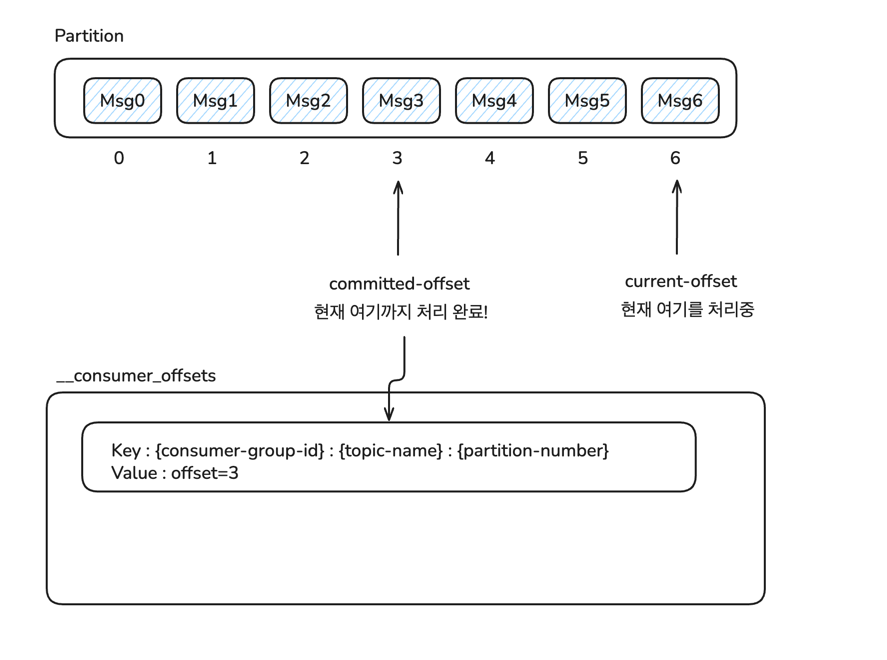 Partition
Msg0 Msg1 Msg2 Msg3 Msg4 Msg5 Msg6
0 1 2 3 4 5 6
committed-offset
현재 여기까지 처리 완료!
current-offset
현재 여기를 처리중
__consumer_offsets
Key : {consumer-group-id} : {topic-name} : {partition-number}
Value : offset=3